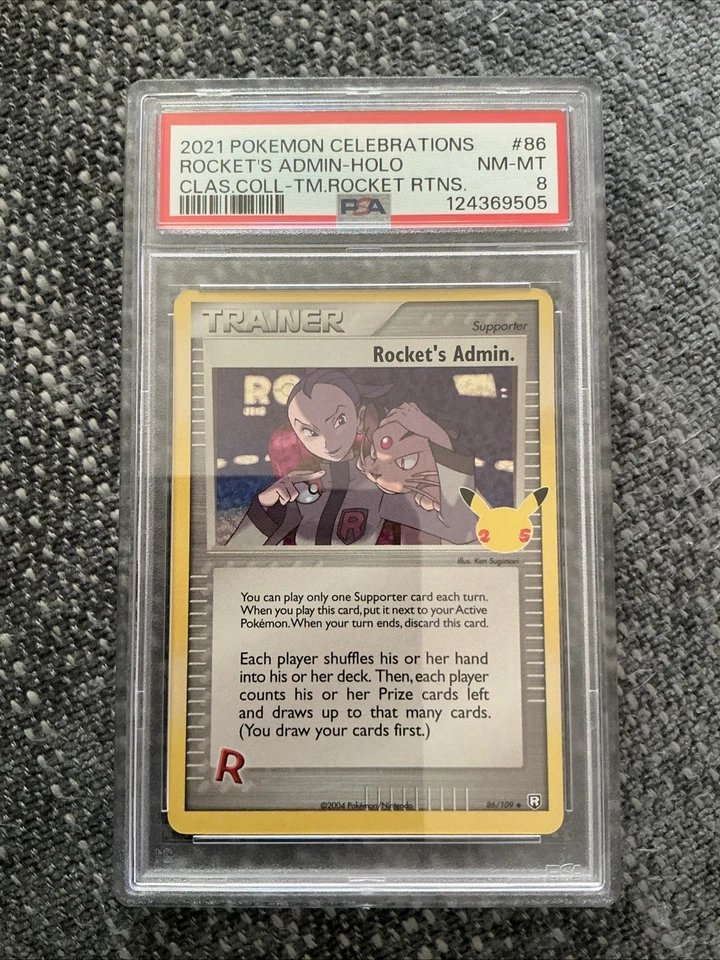 2021 POKEMON CELEBRATIONS #86
ROCKET'S ADMIN-HOLO NM-MT
CLAS.COLL-TM.ROCKET RTNS. 8
PSA 124369505
TRAINER
Supporter
Rocket's Admin.
RO
R
25
Illus. Ken Sugimori
You can play only one Supporter card each turn.
When you play this card, put it next to your Active
Pokémon. When your turn ends, discard this card.
Each player shuffles his or her hand
into his or her deck. Then, each player
counts his or her Prize cards left
and draws up to that many cards.
(You draw your cards first.)
R
©2004 Pokémon/Nintendo 86/109 ◆ R
PSA